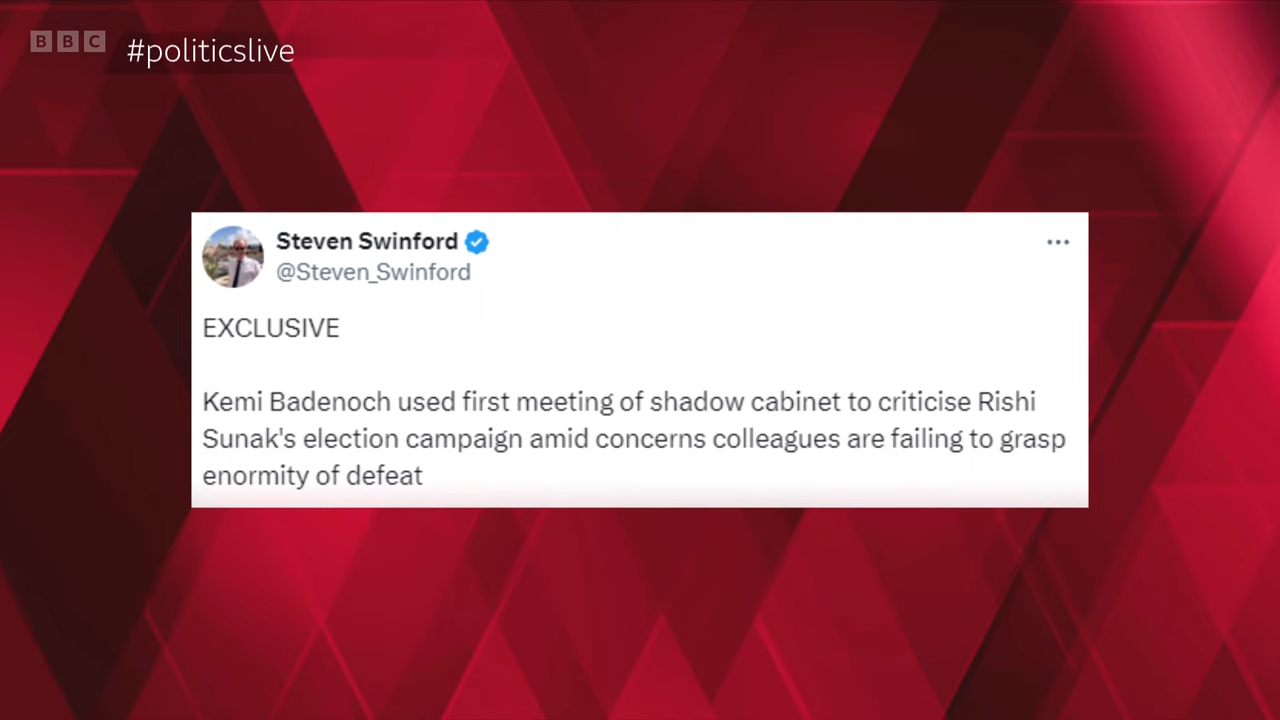 BBC #politicslive
Steven Swinford
@Steven_Swinford
EXCLUSIVE
Kemi Badenoch used first meeting of shadow cabinet to criticise Rishi
Sunak's election campaign amid concerns colleagues are failing to grasp
enormity of defeat